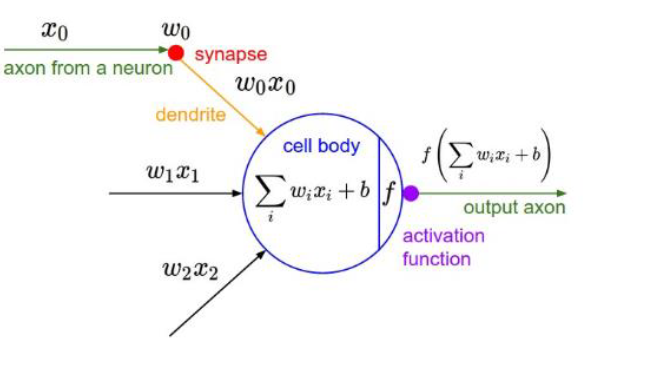 x₀
w₀
synapse
axon from a neuron
w₀x₀
dendrite
cell body
f(∑ᵢ wᵢxᵢ + b)
w₁x₁
∑ᵢ wᵢxᵢ + b
f
output axon
activation
function
w₂x₂